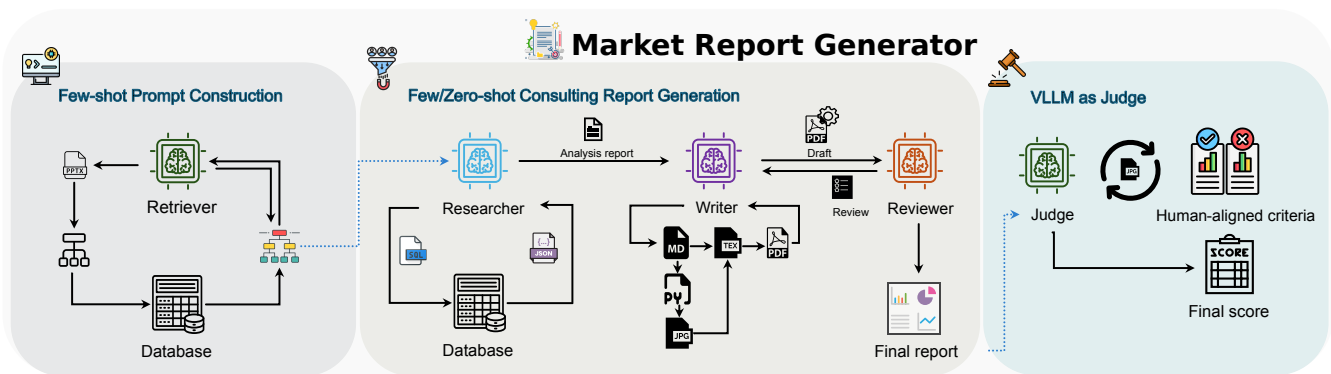 Market Report Generator
Few-shot Prompt Construction
PPTX
Retriever
Database
Few/Zero-shot Consulting Report Generation
Researcher
SQL
{...}
JSON
Database
Analysis report
Writer
MD
TEX
PDF
PY
JPG
PDF
Draft
Review
Reviewer
Final report
VLLM as Judge
Judge
JPG
Human-aligned criteria
SCORE
Final score